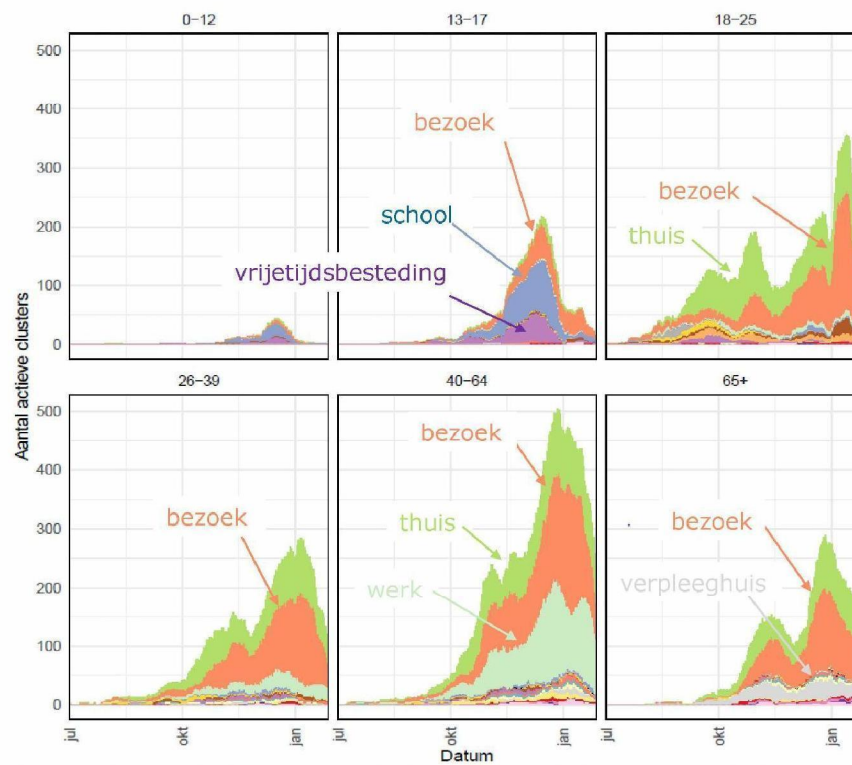 0-12
13-17
18-25
500
400
300
200
100
0
bezoek
school
vrijetijdsbesteding
bezoek
thuis
Aantal actieve clusters
26-39
40-64
65+
500
400
300
200
100
0
bezoek
bezoek
thuis
werk
bezoek
verpleeghuis
jul
okt
jan
jul
okt
jan
jul
okt
jan
Datum